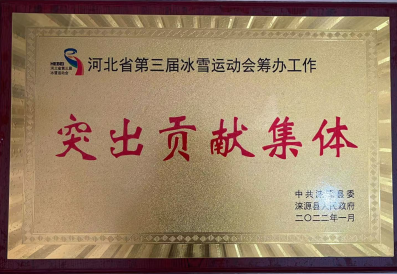 河北省第三届冰雪运动会筹办工作
突出贡献集体
中共涞源县委
涞源县人民政府
二〇二二年一月